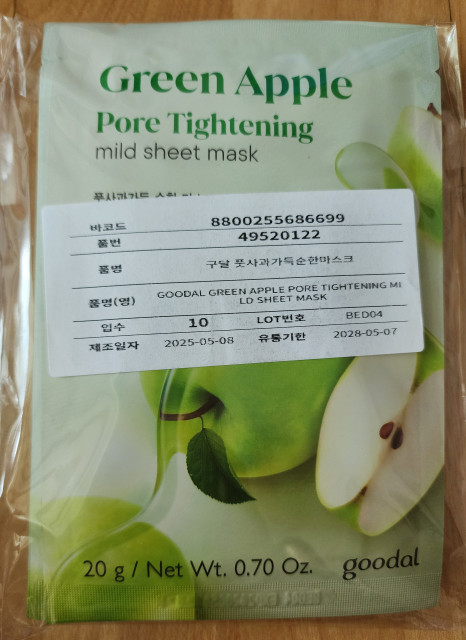 Green Apple
Pore Tightening
mild sheet mask
바코드 8800255686699
품번 49520122
품명 구달 풋사과가득순한마스크
품명(영) GOODAL GREEN APPLE PORE TIGHTENING MI
LD SHEET MASK
입수 10 LOT번호 BED04
제조일자 2025-05-08 유통기한 2028-05-07
20 g / Net Wt. 0.70 Oz. goodal